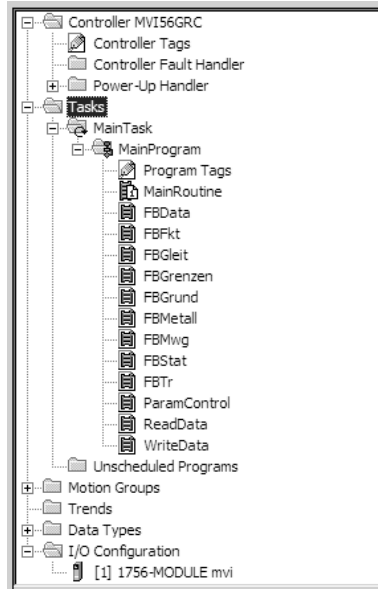 Controller MVI56GRC
Controller Tags
Controller Fault Handler
Power-Up Handler
Tasks
MainTask
MainProgram
Program Tags
MainRoutine
FBData
FBFkt
FBGleit
FBGrenzen
FBGrund
FBMetall
FBMwg
FBStat
FBTr
ParamControl
ReadData
WriteData
Unscheduled Programs
Motion Groups
Trends
Data Types
I/O Configuration
[1] 1756-MODULE mvi